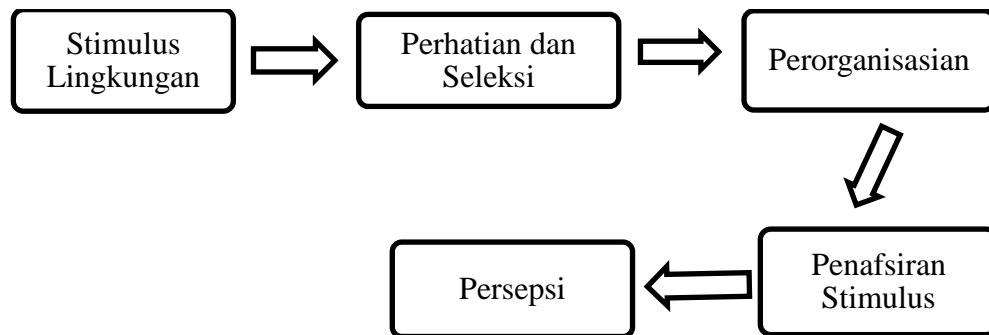 Stimulus
Lingkungan
Perhatian dan
Seleksi
Perorganisasian
Penafsiran
Stimulus
Persepsi